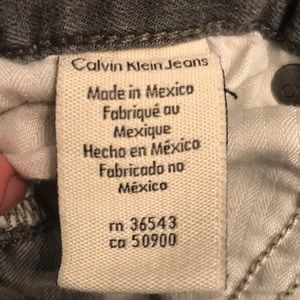 Calvin Klein Jeans
Made in Mexico
Fabriqué au
Mexique
Hecho en México
Fabricado no
México
rn 36543
ca 50900